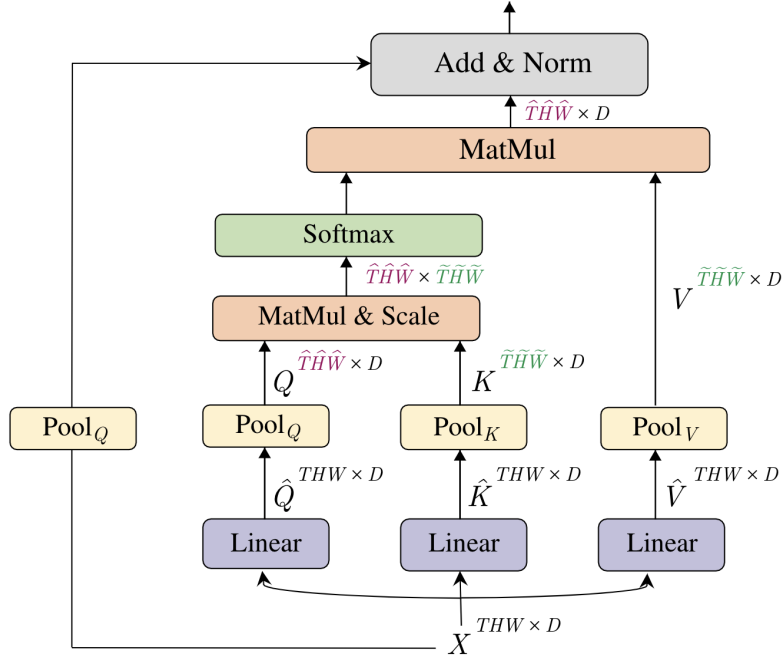 Add & Norm
T̂ĤŴ × D
MatMul
Softmax
T̂ĤŴ × T̃H̃W̃
V T̃H̃W̃ × D
MatMul & Scale
Q T̂ĤŴ × D
K T̃H̃W̃ × D
Pool_Q
Pool_Q
Pool_K
Pool_V
Q̂ THW × D
K̂ THW × D
V̂ THW × D
Linear
Linear
Linear
X THW × D